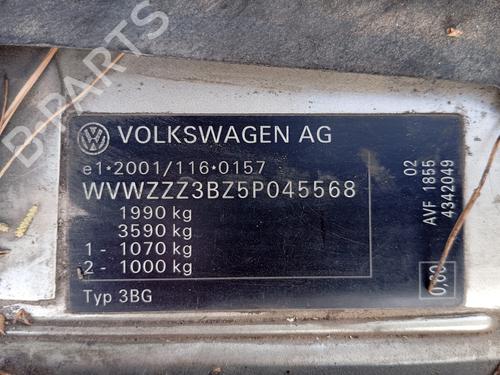 VOLKSWAGEN AG
e1*2001/116*0157
WVWZZZ3BZ5P045568
1990 kg
3590 kg
1 - 1070 kg
2 - 1000 kg
Typ 3BG
02
AVF 1855
4342049
B-PARTS